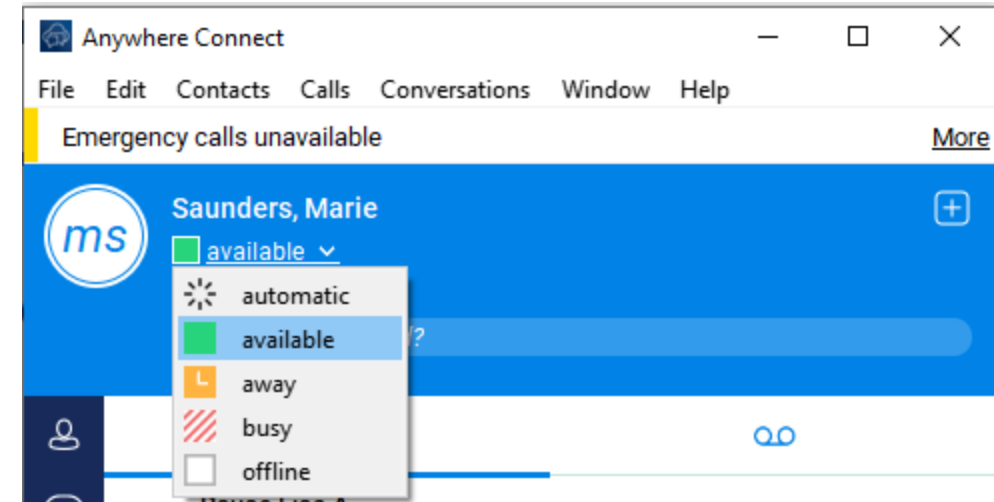 Anywhere Connect
File Edit Contacts Calls Conversations Window Help
Emergency calls unavailable More
ms
Saunders, Marie
available
automatic
available
away
busy
offline